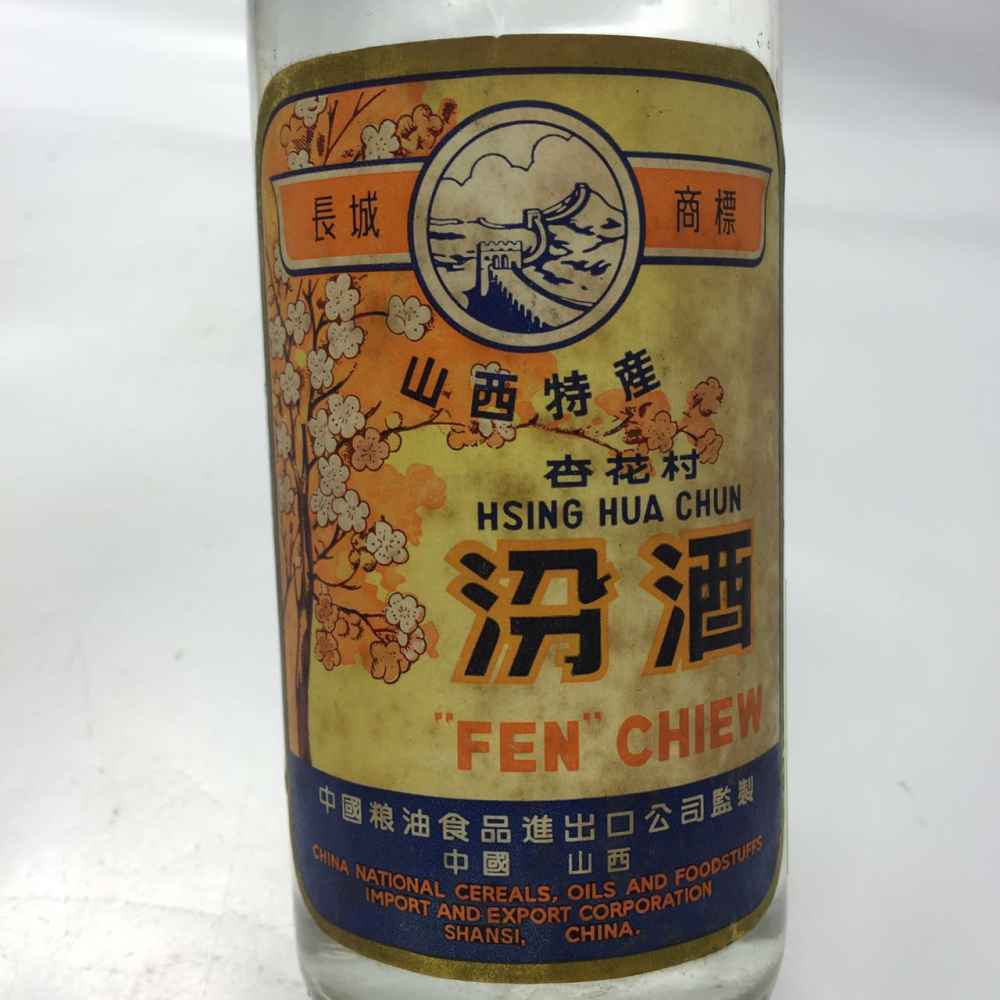 長城 商標
山西特産
杏花村
HSING HUA CHUN
汾酒
"FEN" CHIEW
中國粮油食品進出口公司監製
中國 山西
CHINA NATIONAL CEREALS, OILS AND FOODSTUFFS
IMPORT AND EXPORT CORPORATION
SHANSI, CHINA.